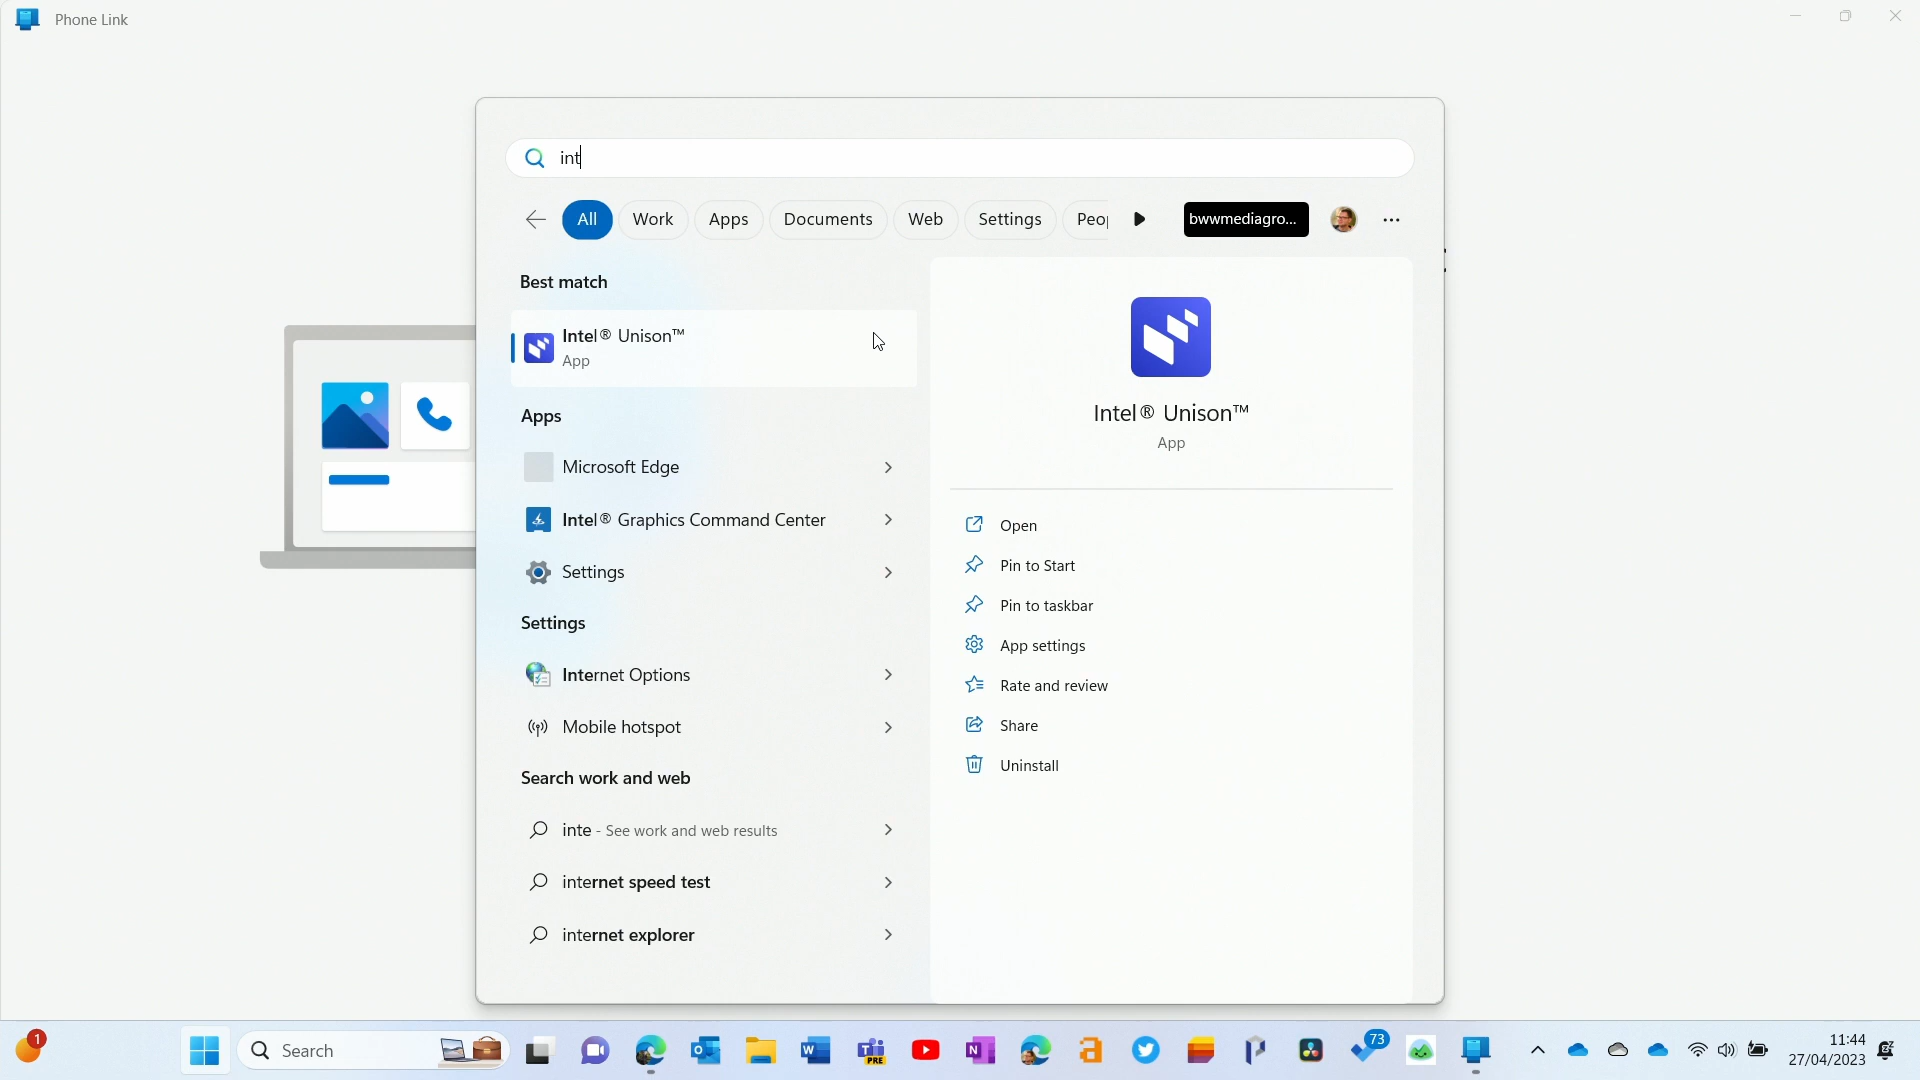 Phone Link
int
All Work Apps Documents Web Settings bwwmediagro...
Best match
Intel® Unison™
App
Apps
Microsoft Edge
Intel® Graphics Command Center
Settings
Settings
Internet Options
Mobile hotspot
Search work and web
inte - See work and web results
internet speed test
internet explorer
Intel® Unison™
App
Open
Pin to Start
Pin to taskbar
App settings
Rate and review
Share
Uninstall
1
Search
PRE
73
11:44
27/04/2023